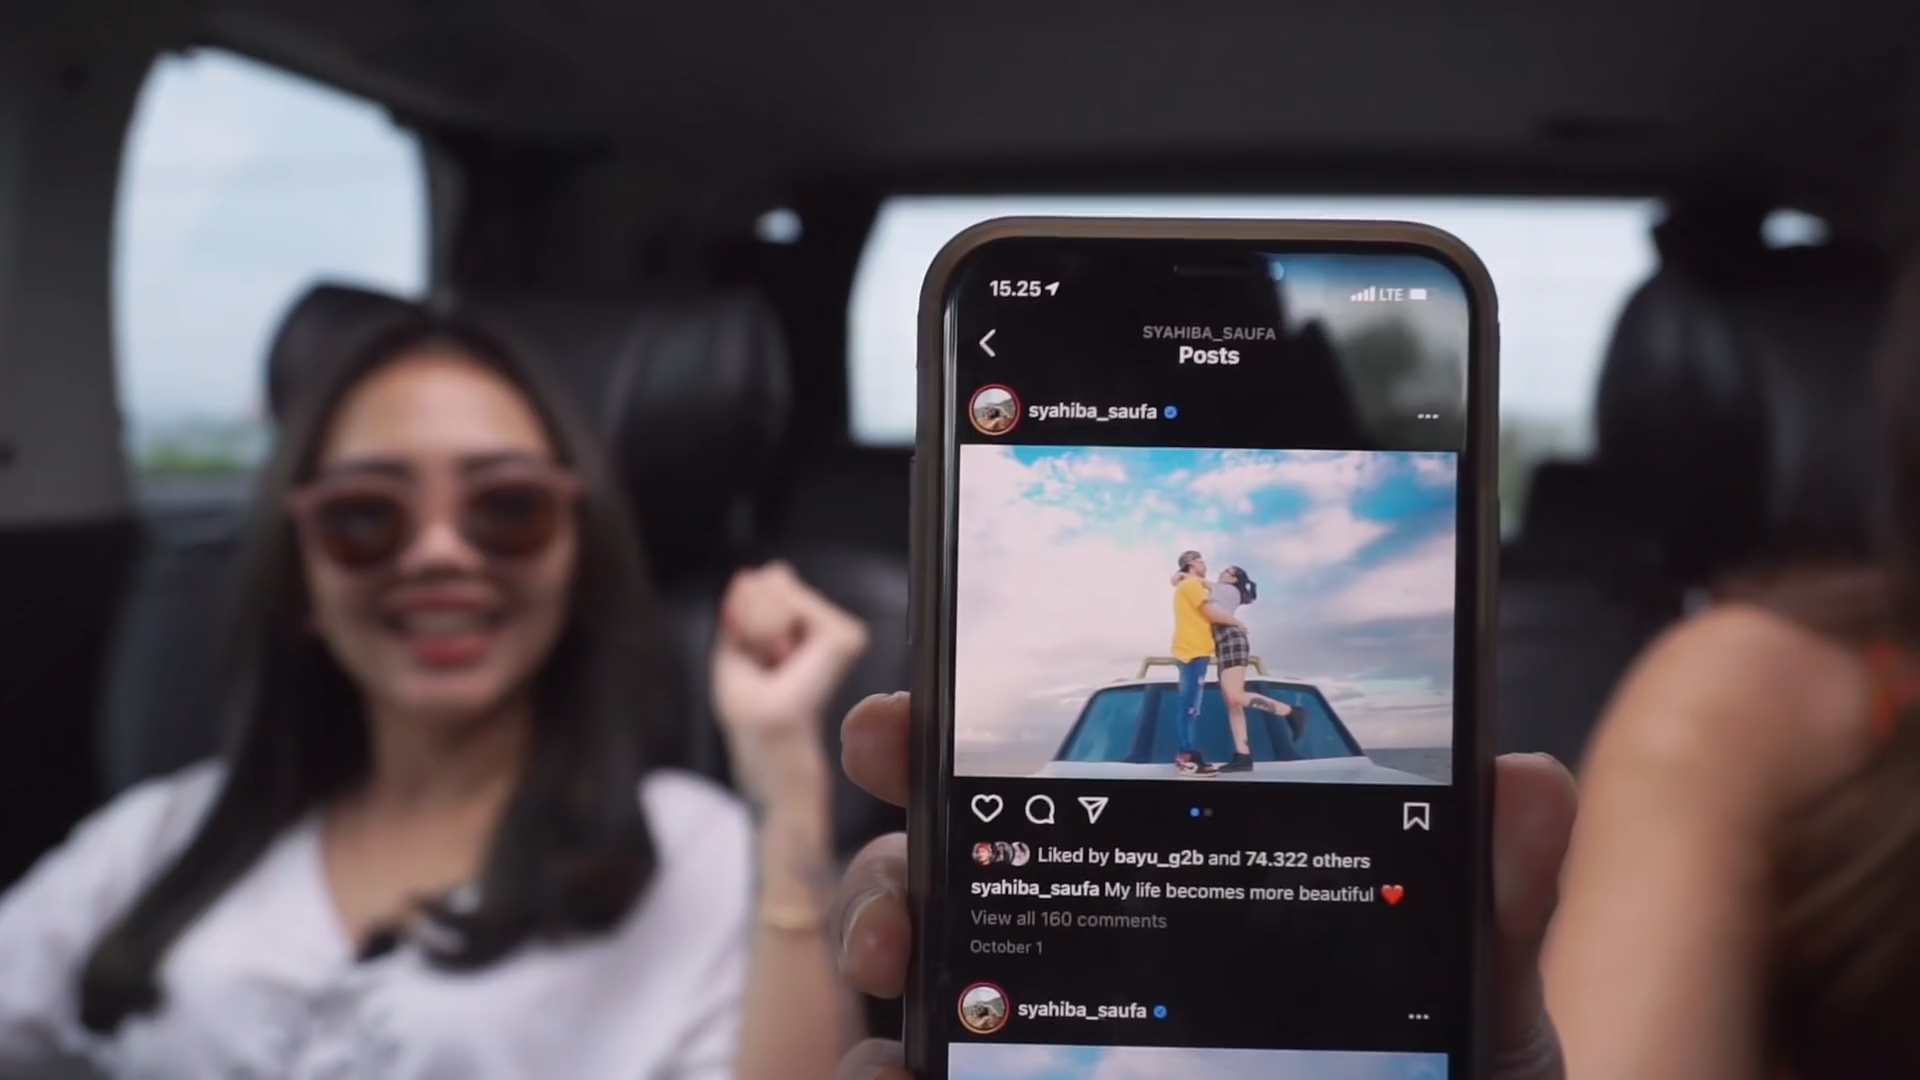 15.25
LTE
SYAHIBA_SAUFA
Posts
syahiba_saufa
Liked by bayu_g2b and 74.322 others
syahiba_saufa My life becomes more beautiful ❤️
View all 160 comments
October 1
syahiba_saufa